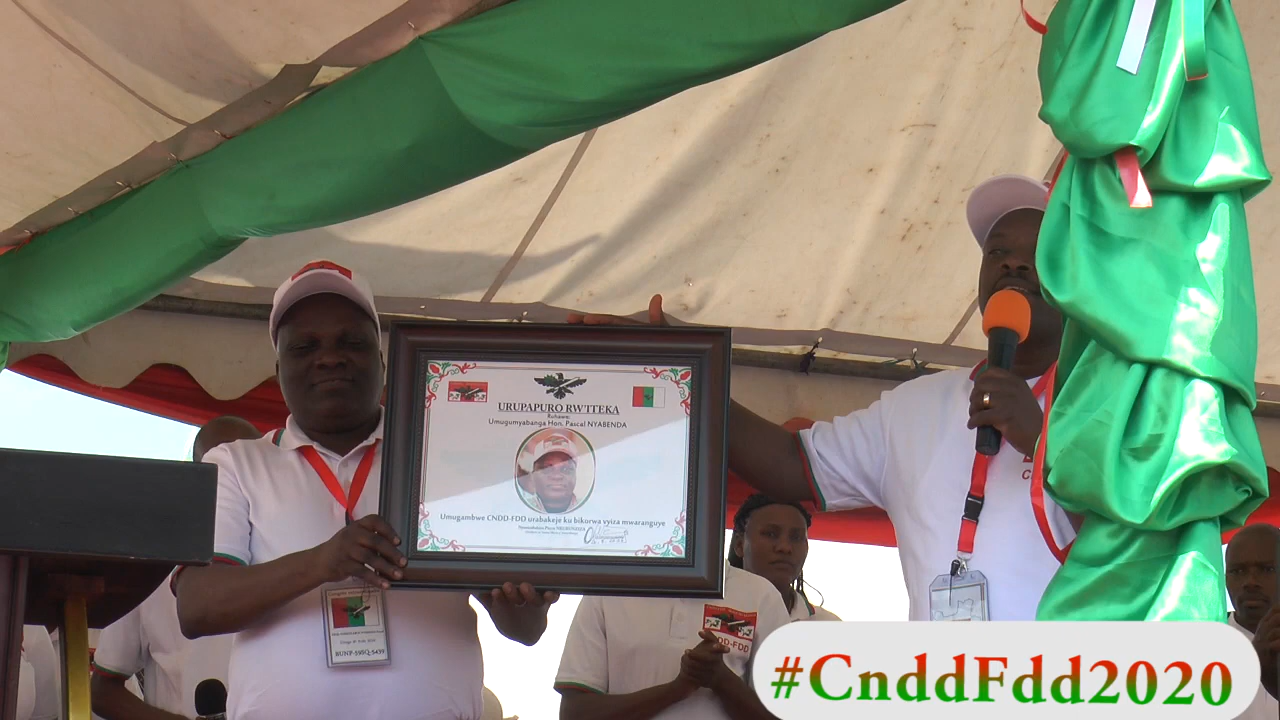 URUPAPURO RW'ITEKA
Ruhawe:
Umugumyabanga Hon. Pascal NYABENDA
Umugambwe CNDD-FDD urabakeje ku bikorwa vyiza mwaranguye
CNDD-FDD
#CnddFdd2020